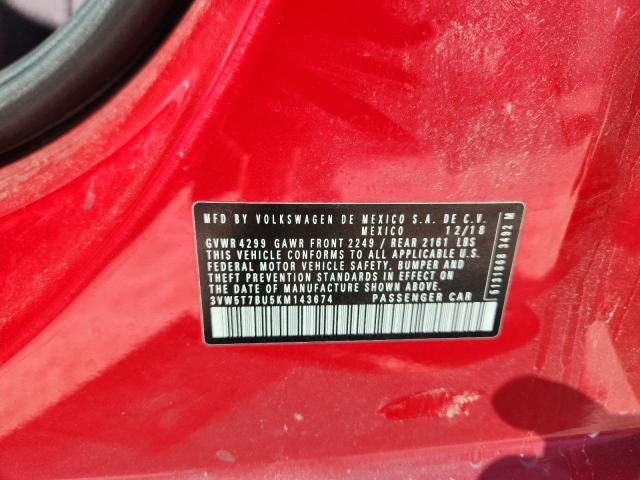 MFD BY VOLKSWAGEN DE MEXICO S.A. DE C.V.
MEXICO 12/18
GVWR 4299 GAWR FRONT 2249 / REAR 2161 LBS
THIS VEHICLE CONFORMS TO ALL APPLICABLE U.S.
FEDERAL MOTOR VEHICLE SAFETY, BUMPER AND
THEFT PREVENTION STANDARDS IN EFFECT ON
THE DATE OF MANUFACTURE SHOWN ABOVE.
3VW5T7BU5KM143674 PASSENGER CAR
5191808 3492 M